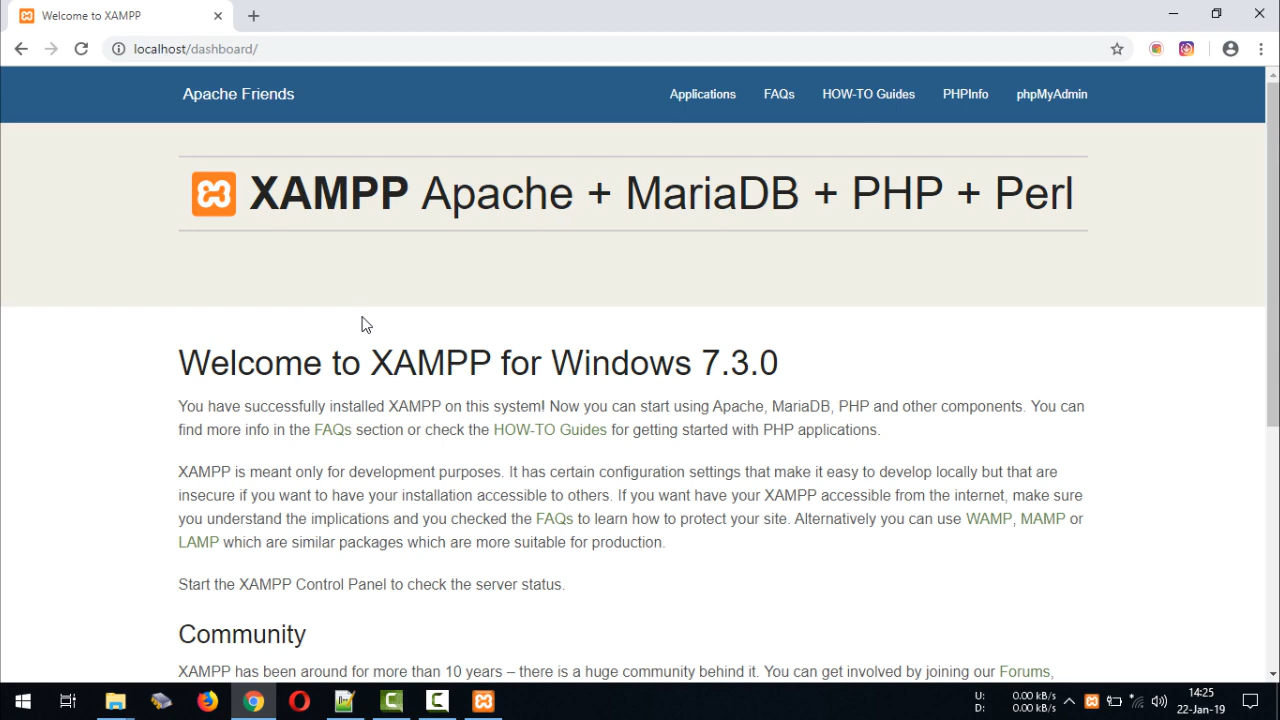 Welcome to XAMPP
localhost/dashboard/
Apache Friends
Applications
FAQs
HOW-TO Guides
PHPInfo
phpMyAdmin
XAMPP Apache + MariaDB + PHP + Perl
Welcome to XAMPP for Windows 7.3.0
You have successfully installed XAMPP on this system! Now you can start using Apache, MariaDB, PHP and other components. You can
find more info in the FAQs section or check the HOW-TO Guides for getting started with PHP applications.
XAMPP is meant only for development purposes. It has certain configuration settings that make it easy to develop locally but that are
insecure if you want to have your installation accessible to others. If you want have your XAMPP accessible from the internet, make sure
you understand the implications and you checked the FAQs to learn how to protect your site. Alternatively you can use WAMP, MAMP or
LAMP which are similar packages which are more suitable for production.
Start the XAMPP Control Panel to check the server status.
Community
XAMPP has been around for more than 10 years – there is a huge community behind it. You can get involved by joining our Forums,
U: 0.00 kB/s
D: 0.00 kB/s
14:25
22-Jan-19